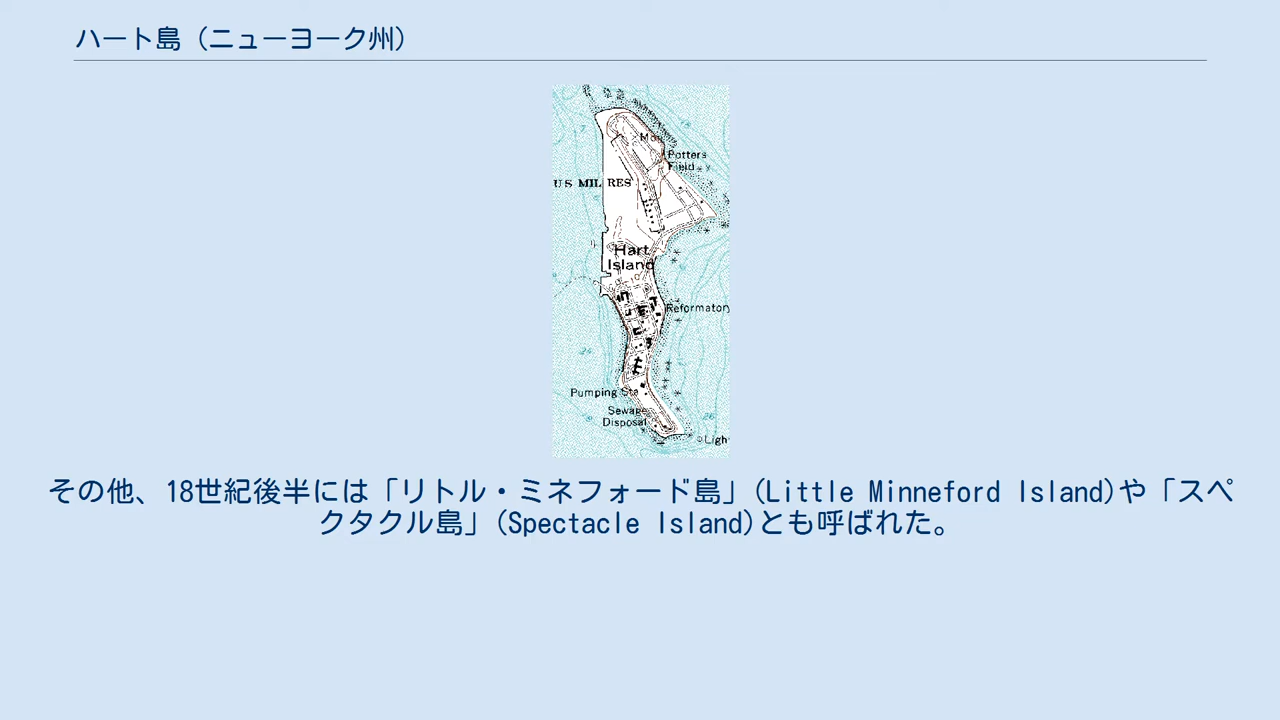 ハート島（ニューヨーク州）
Potters
Field
US MIL RES
Hart
Island
Reformatory
Pumping Sta
Sewage
Disposal
その他、18世紀後半には「リトル・ミネフォード島」(Little Minneford Island)や「スペ
クタクル島」(Spectacle Island)とも呼ばれた。